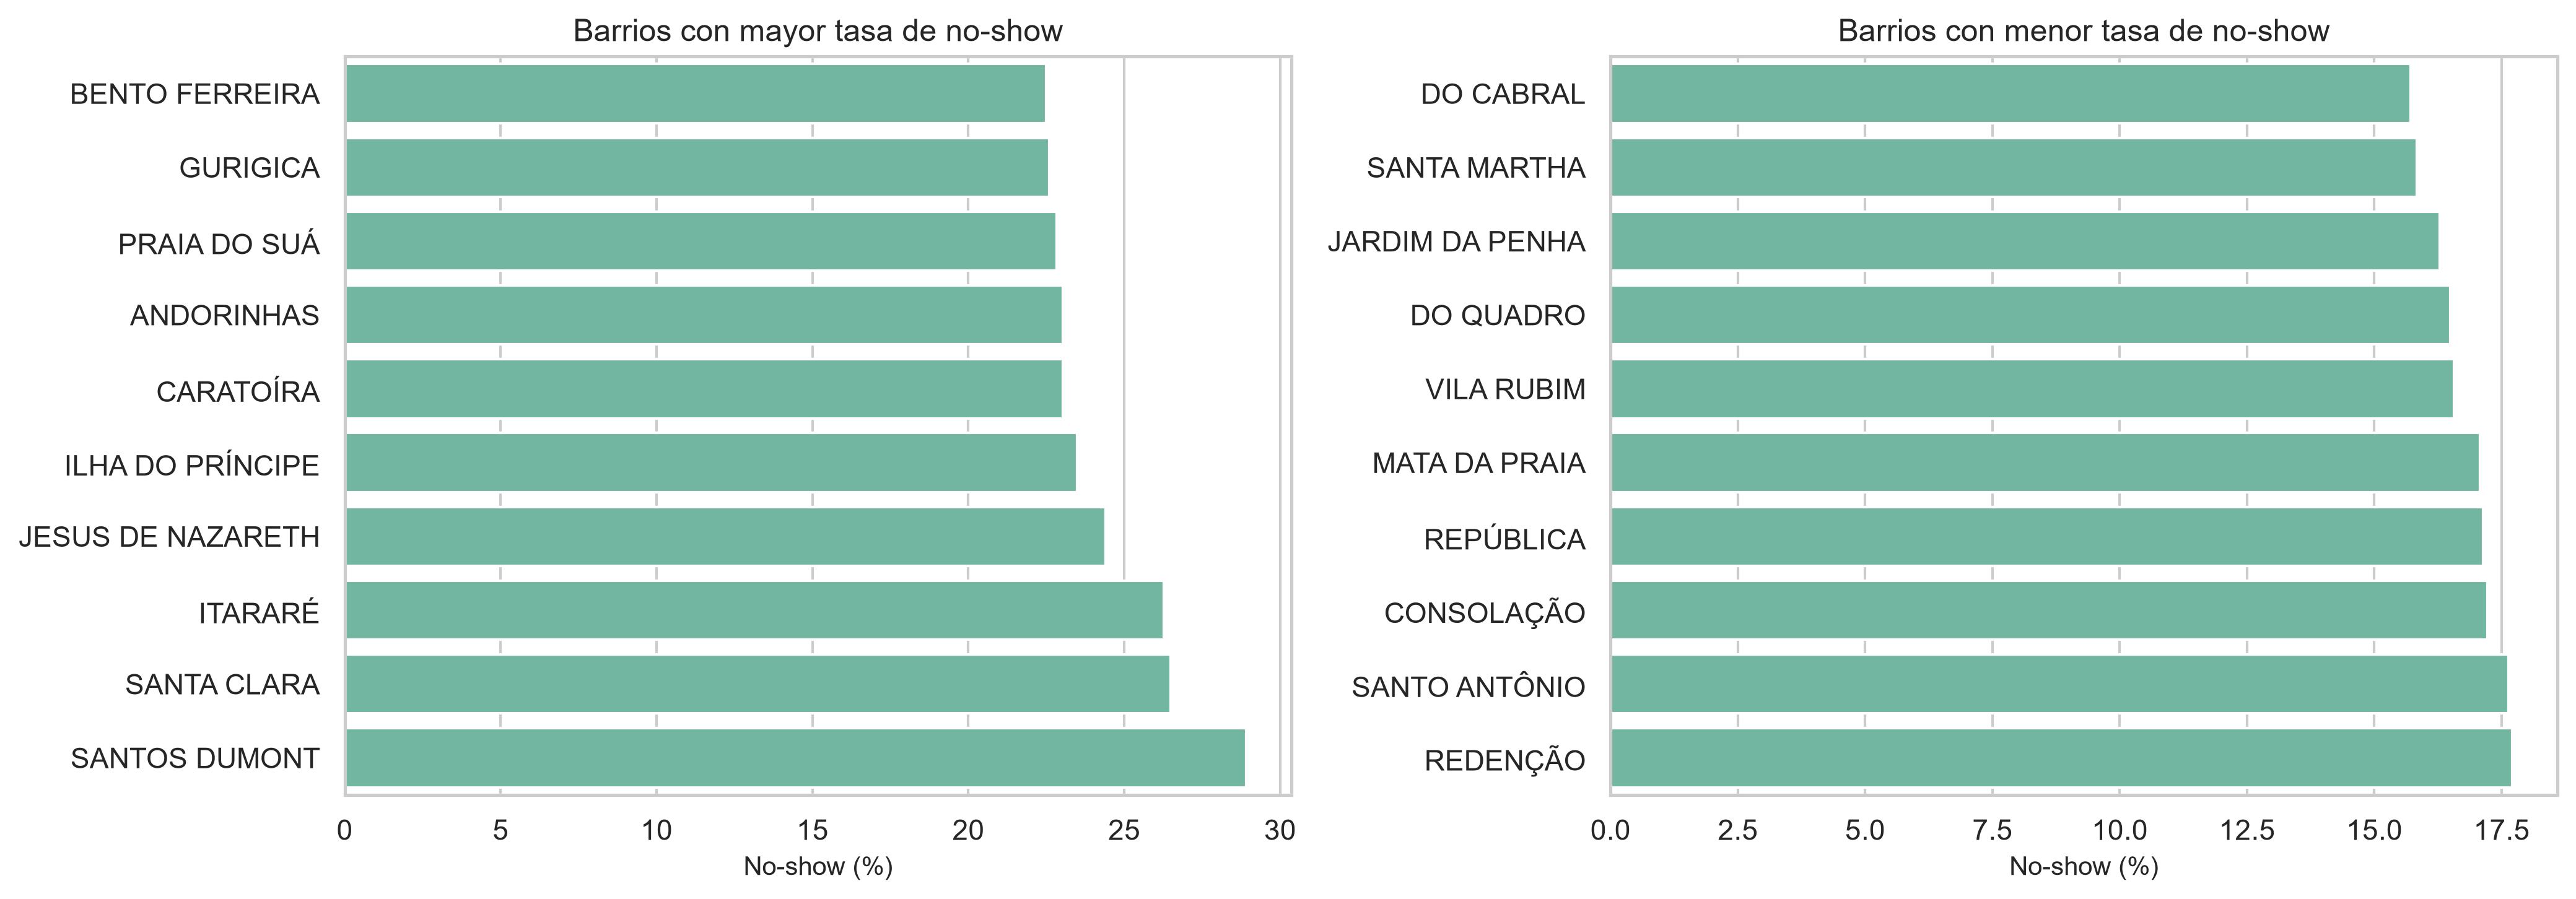 Barrios con mayor tasa de no-show
BENTO FERREIRA
GURIGICA
PRAIA DO SUÁ
ANDORINHAS
CARATOÍRA
ILHA DO PRÍNCIPE
JESUS DE NAZARETH
ITARARÉ
SANTA CLARA
SANTOS DUMONT
0 5 10 15 20 25 30
No-show (%)
Barrios con menor tasa de no-show
DO CABRAL
SANTA MARTHA
JARDIM DA PENHA
DO QUADRO
VILA RUBIM
MATA DA PRAIA
REPÚBLICA
CONSOLAÇÃO
SANTO ANTÔNIO
REDENÇÃO
0.0 2.5 5.0 7.5 10.0 12.5 15.0 17.5
No-show (%)